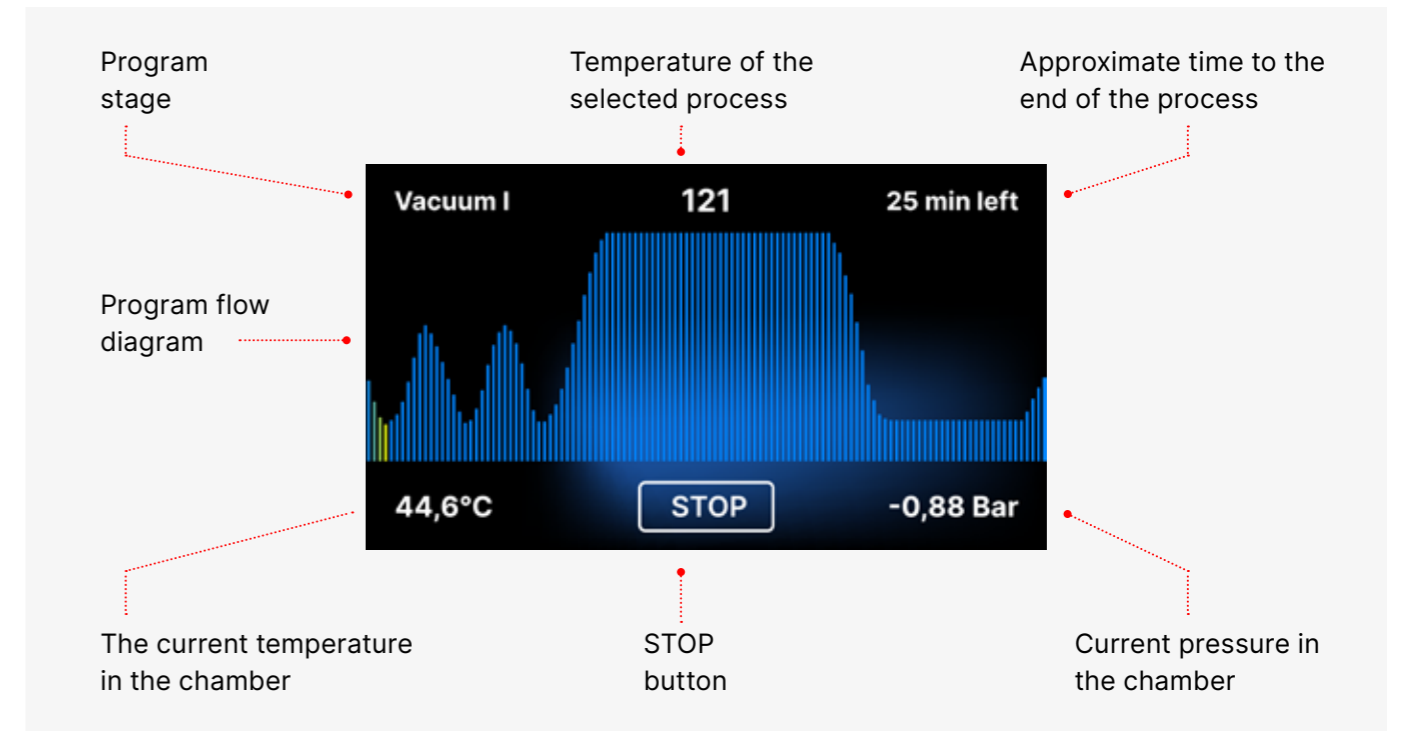 Program
stage
Temperature of the
selected process
Approximate time to the
end of the process
Vacuum I
121
25 min left
Program flow
diagram
44,6°C
STOP
-0,88 Bar
The current temperature
in the chamber
STOP
button
Current pressure in
the chamber